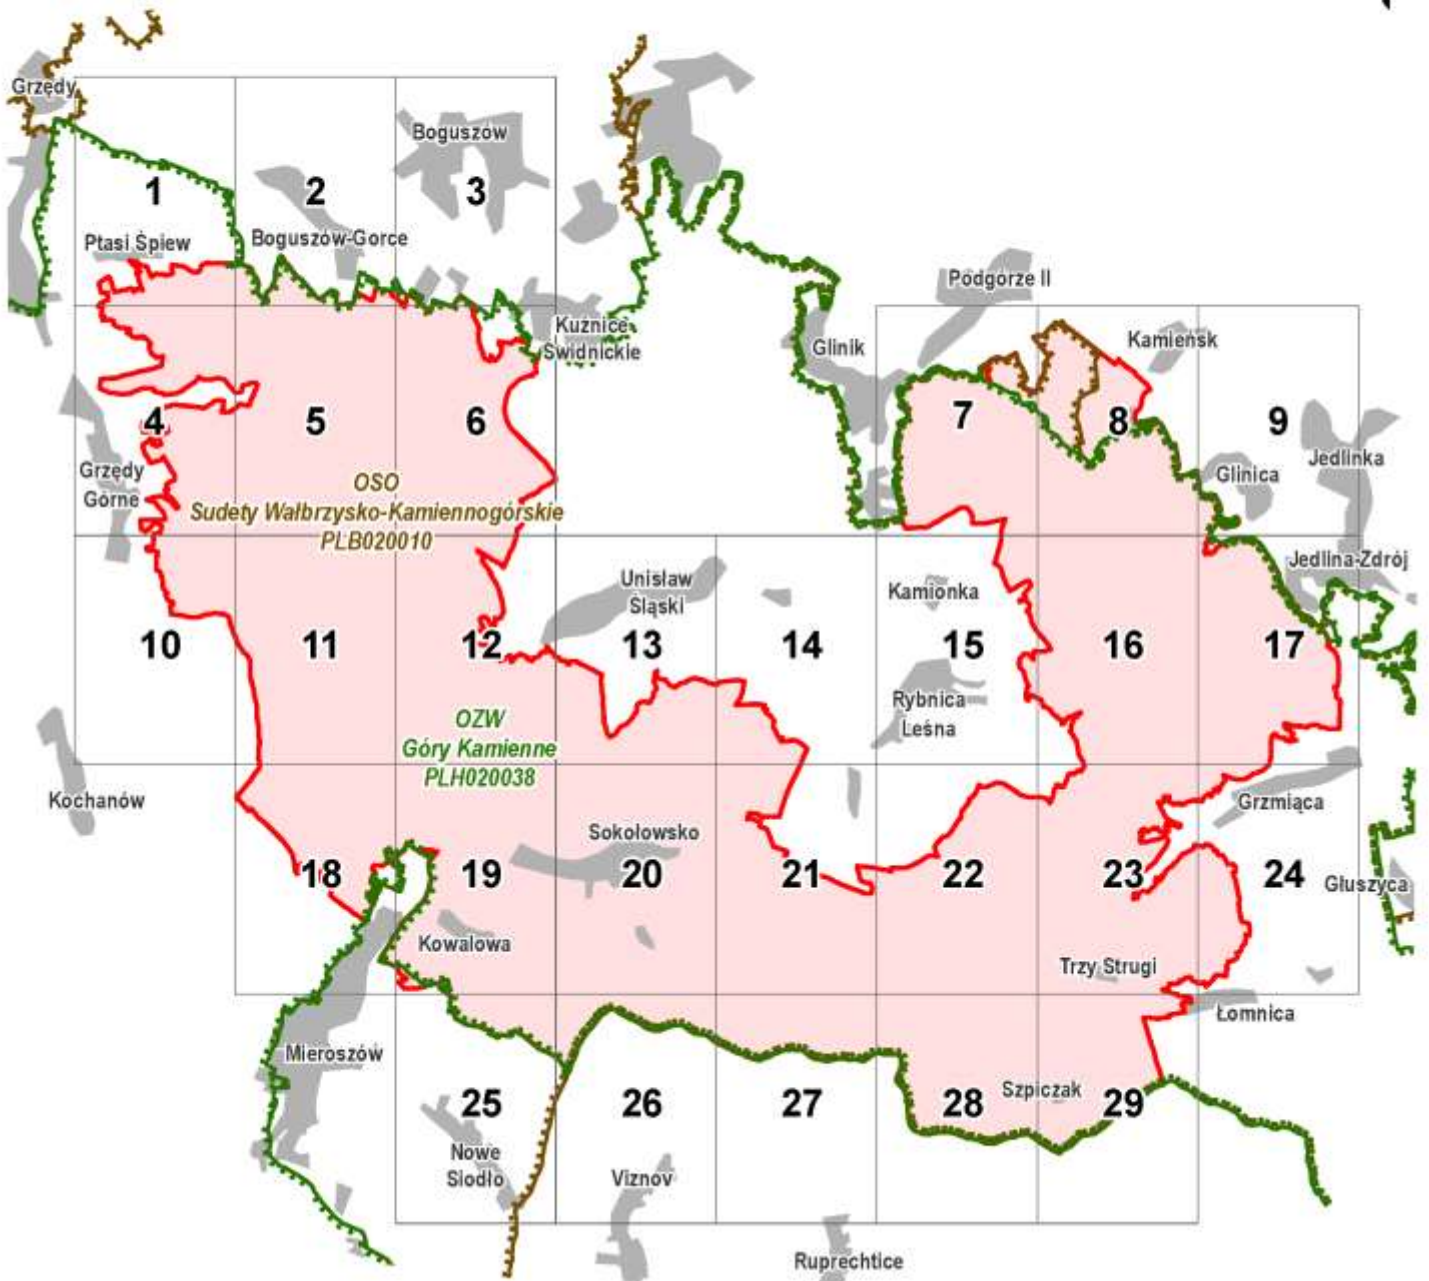 Grzędy
Boguszów
1
2
3
Ptasi Śpiew
Boguszów-Gorce
Podgórze II
Kuźnice
Świdnickie
Glinik
Kamieńsk
4
5
6
7
8
9
Grzędy
Górne
Glinica
Jedlinka
OSO
Sudety Wałbrzysko-Kamiennogórskie
PLB020010
Jedlina-Zdrój
Unisław
Śląski
Kamionka
10
11
12
13
14
15
16
17
Rybnica
Leśna
OZW
Góry Kamienne
PLH020038
Kochanów
Grzmiąca
Sokołowsko
18
19
20
21
22
23
24
Głuszyca
Kowalowa
Trzy Strugi
Łomnica
Mieroszów
Szpiczak
25
26
27
28
29
Nowe
Siodło
Viznov
Ruprechtice